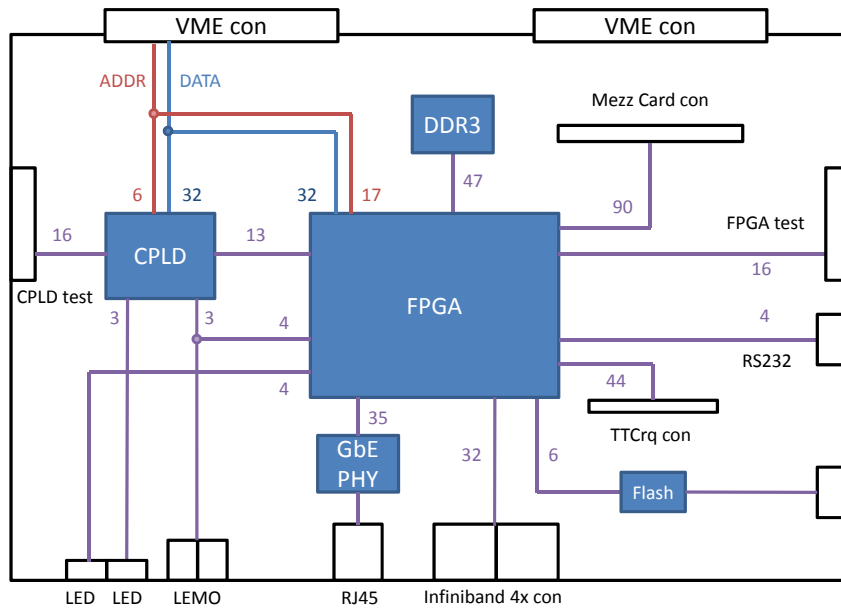 VME con
VME con
ADDR
DATA
Mezz Card con
DDR3
47
6
32
32
17
90
FPGA test
16
13
CPLD
16
CPLD test
FPGA
3
3
4
4
RS232
4
44
35
TTCrq con
GbE
PHY
32
6
Flash
LED
LED
LEMO
RJ45
Infiniband 4x con